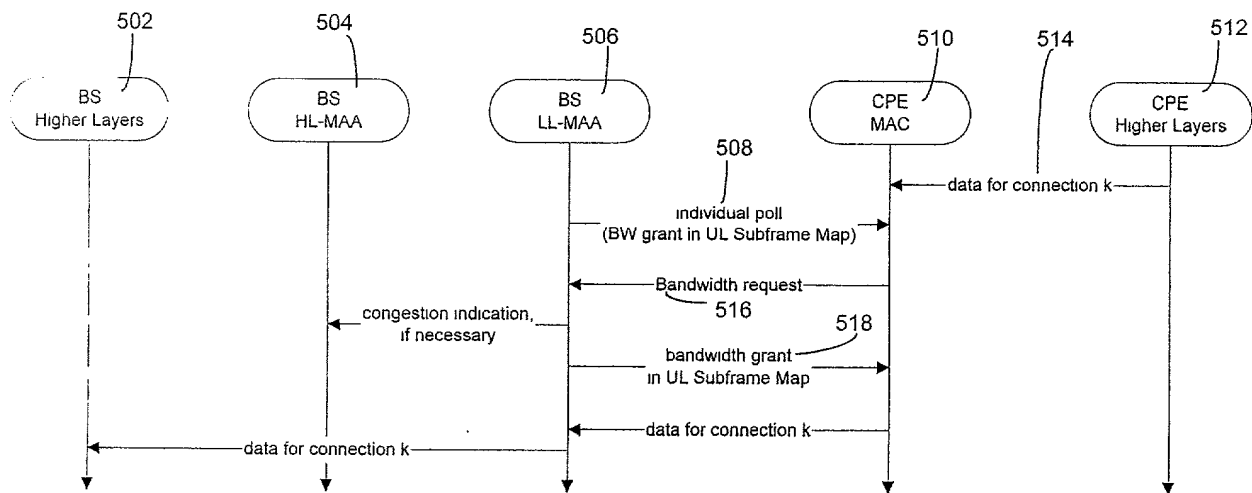 502
504
506
510
514
512
BS
Higher Layers
BS
HL-MAA
BS
LL-MAA
CPE
MAC
CPE
Higher Layers
508
data for connection k
individual poll
(BW grant in UL Subframe Map)
Bandwidth request
516
congestion indication,
if necessary
518
bandwidth grant
in UL Subframe Map
data for connection k
data for connection k